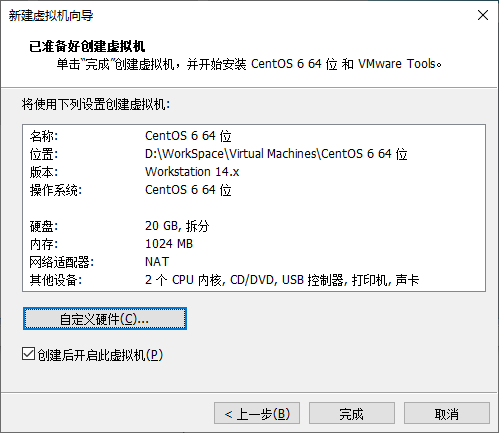 新建虚拟机向导
已准备好创建虚拟机
单击“完成”创建虚拟机，并开始安装 CentOS 6 64 位 和 VMware Tools。
将使用下列设置创建虚拟机:
名称: CentOS 6 64 位
位置: D:\WorkSpace\Virtual Machines\CentOS 6 64 位
版本: Workstation 14.x
操作系统: CentOS 6 64 位
硬盘: 20 GB, 拆分
内存: 1024 MB
网络适配器: NAT
其他设备: 2 个 CPU 内核, CD/DVD, USB 控制器, 打印机, 声卡
自定义硬件(C)...
创建后开启此虚拟机(P)
< 上一步(B) 完成 取消